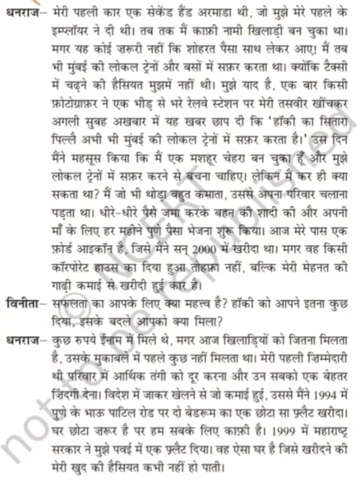 धनराज – मेरी पहली कार एक सेकेंड हैंड अरमाडा थी, जो मुझे मेरे पहले के
इम्प्लॉयर ने दी थी। तब तक मैं काफ़ी नामी खिलाड़ी बन चुका था।
मगर यह कोई ज़रूरी नहीं कि शोहरत पैसा साथ लेकर आए! मैं तब
भी मुंबई की लोकल ट्रेनों और बसों में सफ़र करता था। क्योंकि टैक्सी
में चढ़ने की हैसियत मुझमें नहीं थी। मुझे याद है, एक बार किसी
फ़ोटोग्राफ़र ने एक भीड़ से भरे रेलवे स्टेशन पर मेरी तसवीर खींचकर
अगली सुबह अखबार में यह खबर छाप दी कि 'हॉकी का सितारा
पिल्लै अभी भी मुंबई की लोकल ट्रेनों में सफ़र करता है।' उस दिन
मैंने महसूस किया कि मैं एक मशहूर चेहरा बन चुका हूँ और मुझे
लोकल ट्रेनों में सफ़र करने से बचना चाहिए। लेकिन मैं कर ही क्या
सकता था? मैं जो भी थोड़ा बहुत कमाता, उससे अपना परिवार चलाना
पड़ता था। धीरे-धीरे पैसे जमा करके बहन की शादी की और अपनी
माँ के लिए हर महीने पुणे पैसा भेजना शुरू किया। आज मेरे पास एक
फ़ोर्ड आइकॉन है, जिसे मैंने सन् 2000 में खरीदा था। मगर वह किसी
कॉरपोरेट हाउस का दिया हुआ तोहफ़ा नहीं, बल्कि मेरी मेहनत की
गाढ़ी कमाई से खरीदी हुई कार है।
विनीता – सफलता का आपके लिए क्या महत्त्व है? हॉकी को आपने इतना कुछ
दिया, इसके बदले आपको क्या मिला?
धनराज – कुछ रुपये ईनाम में मिले थे, मगर आज खिलाड़ियों को जितना मिलता
है, उसके मुकाबले में पहले कुछ नहीं मिलता था। मेरी पहली ज़िम्मेदारी
थी परिवार में आर्थिक तंगी को दूर करना और उन सबको एक बेहतर
ज़िंदगी देना। विदेश में जाकर खेलने से जो कमाई हुई, उससे मैंने 1994 में
पुणे के भाऊ पाटिल रोड पर दो बेडरूम का एक छोटा सा फ़्लैट खरीदा।
घर छोटा ज़रूर है पर हम सबके लिए काफ़ी है। 1999 में महाराष्ट्र
सरकार ने मुझे पवई में एक फ़्लैट दिया। वह ऐसा घर है जिसे खरीदने की
मेरी खुद की हैसियत कभी नहीं हो पाती।